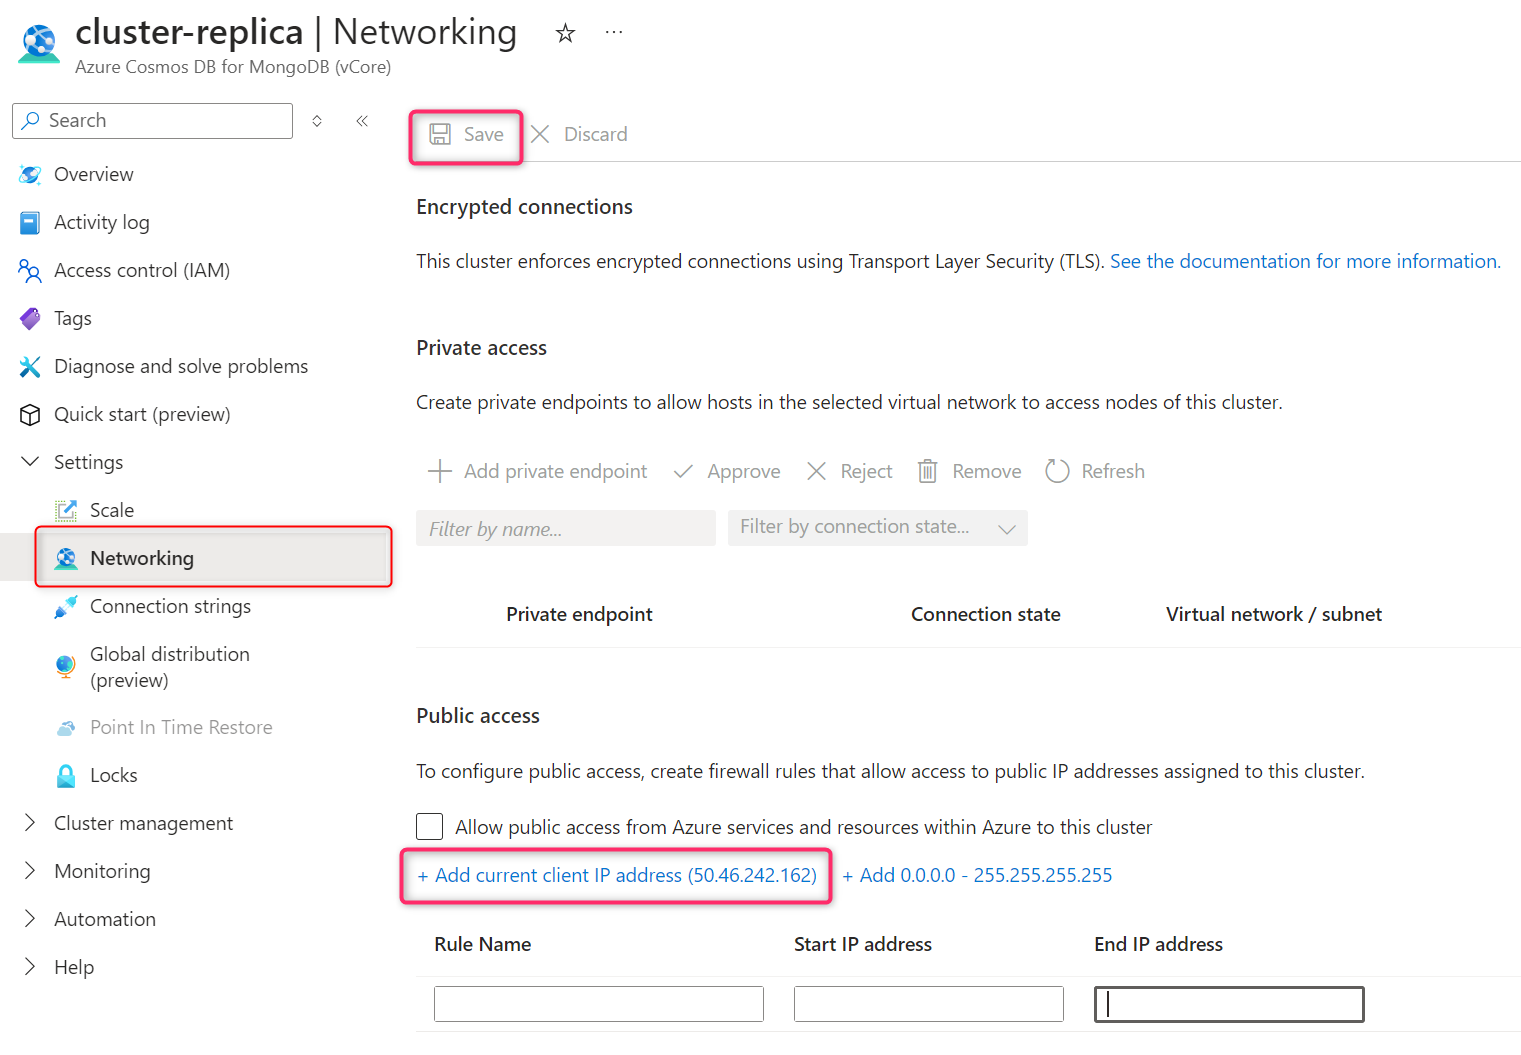 cluster-replica | Networking ☆ ···
Azure Cosmos DB for MongoDB (vCore)
Search
Overview
Activity log
Access control (IAM)
Tags
Diagnose and solve problems
Quick start (preview)
Settings
Scale
Networking
Connection strings
Global distribution
(preview)
Point In Time Restore
Locks
Cluster management
Monitoring
Automation
Help
Save Discard
Encrypted connections
This cluster enforces encrypted connections using Transport Layer Security (TLS). See the documentation for more information.
Private access
Create private endpoints to allow hosts in the selected virtual network to access nodes of this cluster.
Add private endpoint Approve Reject Remove Refresh
Filter by name... Filter by connection state...
Private endpoint Connection state Virtual network / subnet
Public access
To configure public access, create firewall rules that allow access to public IP addresses assigned to this cluster.
Allow public access from Azure services and resources within Azure to this cluster
+ Add current client IP address (50.46.242.162) + Add 0.0.0.0 - 255.255.255.255
Rule Name Start IP address End IP address